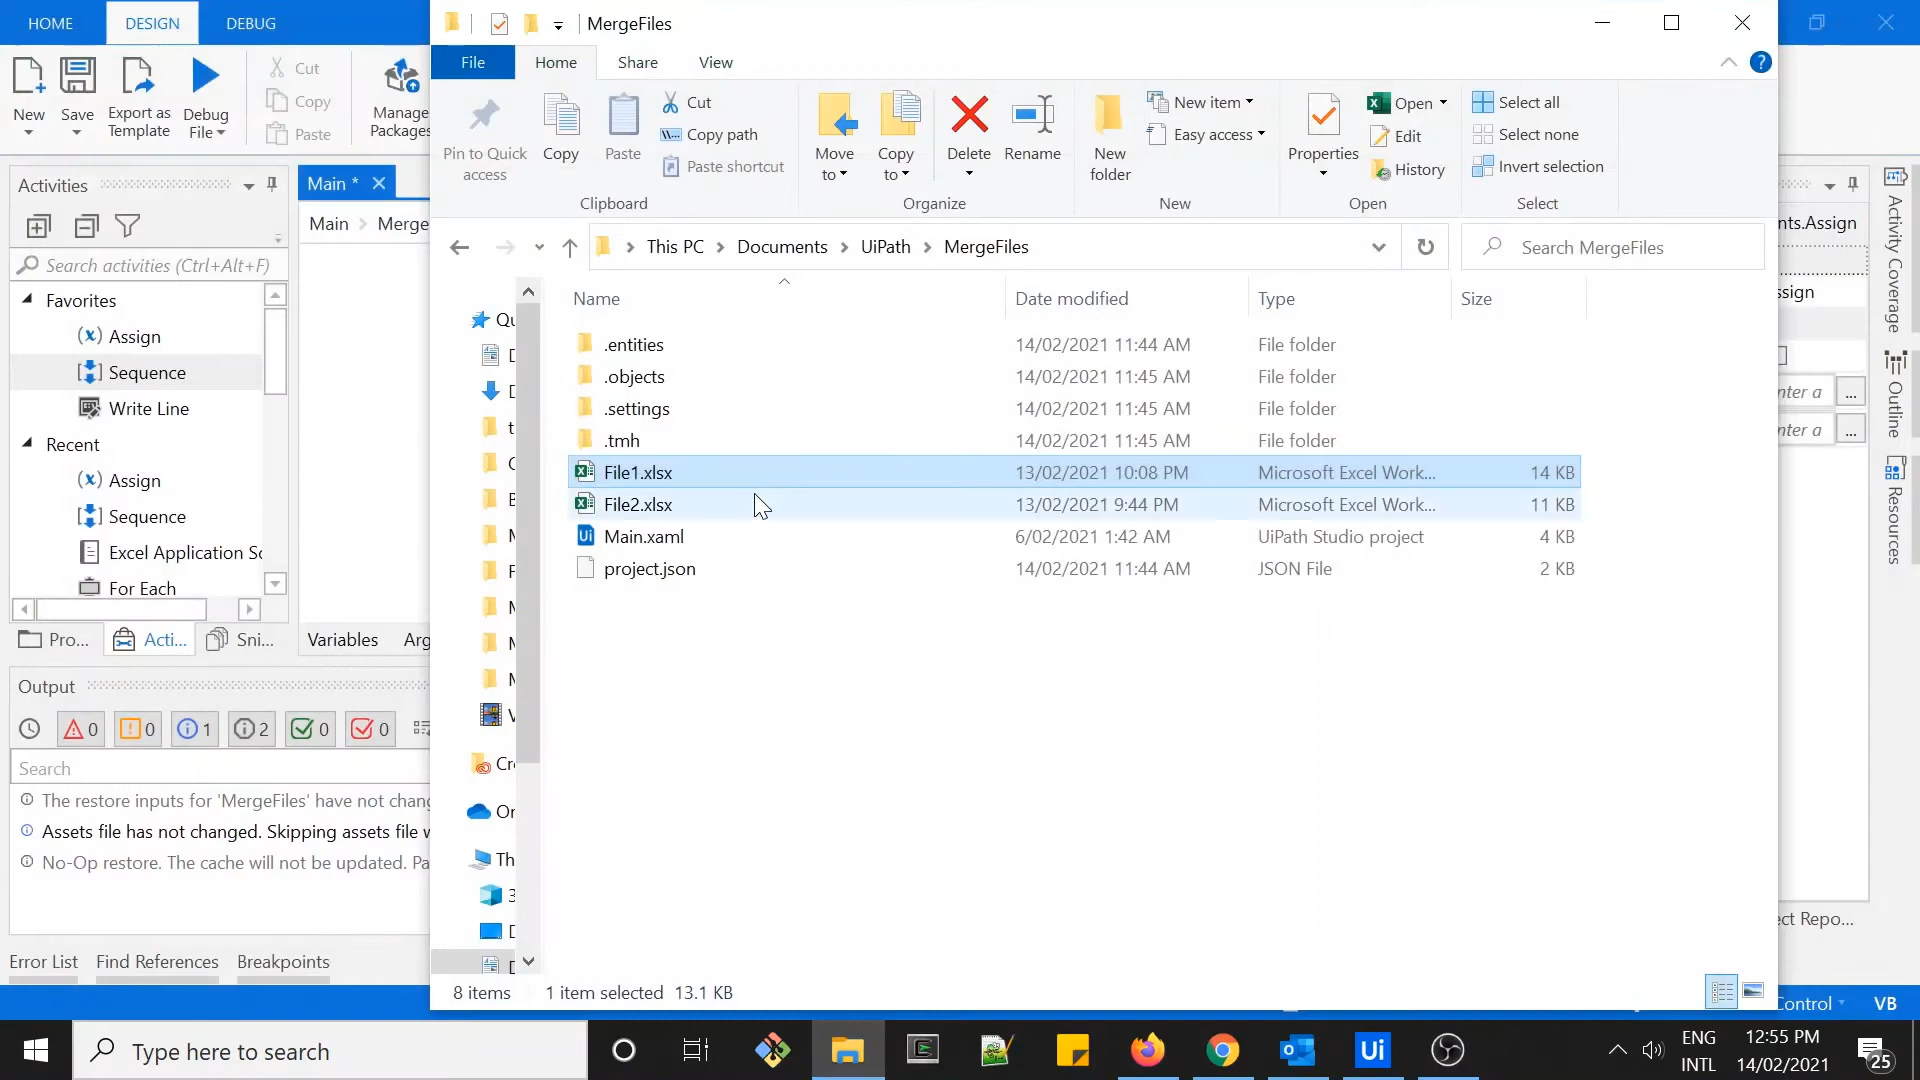 HOME
DESIGN
DEBUG
New
Save
Export as
Template
Debug
File
Cut
Copy
Paste
Manage
Packages
Activities
Search activities (Ctrl+Alt+F)
Favorites
(x) Assign
Sequence
Write Line
Recent
(x) Assign
Sequence
Excel Application Sc
For Each
Pro...
Acti...
Sni...
Main *
Main > Merge
Variables
Arg
Output
0
0
1
2
0
0
Search
The restore inputs for 'MergeFiles' have not chang
Assets file has not changed. Skipping assets file w
No-Op restore. The cache will not be updated. Pa
Error List
Find References
Breakpoints
MergeFiles
File
Home
Share
View
Pin to Quick
access
Copy
Paste
Cut
Copy path
Paste shortcut
Clipboard
Move
to
Copy
to
Delete
Rename
Organize
New
folder
New item
Easy access
New
Properties
Open
Edit
History
Open
Select all
Select none
Invert selection
Select
This PC > Documents > UiPath > MergeFiles
Search MergeFiles
Name
Date modified
Type
Size
.entities 14/02/2021 11:44 AM File folder
.objects 14/02/2021 11:45 AM File folder
.settings 14/02/2021 11:45 AM File folder
.tmh 14/02/2021 11:45 AM File folder
File1.xlsx 13/02/2021 10:08 PM Microsoft Excel Work... 14 KB
File2.xlsx 13/02/2021 9:44 PM Microsoft Excel Work... 11 KB
Main.xaml 6/02/2021 1:42 AM UiPath Studio project 4 KB
project.json 14/02/2021 11:44 AM JSON File 2 KB
Qu
Cre
On
Th
8 items
1 item selected 13.1 KB
nts.Assign
ssign
nter a
...
nter a
...
Activity Coverage
Outline
Resources
ect Repo...
Control
VB
Type here to search
Ui
ENG
INTL
12:55 PM
14/02/2021
25